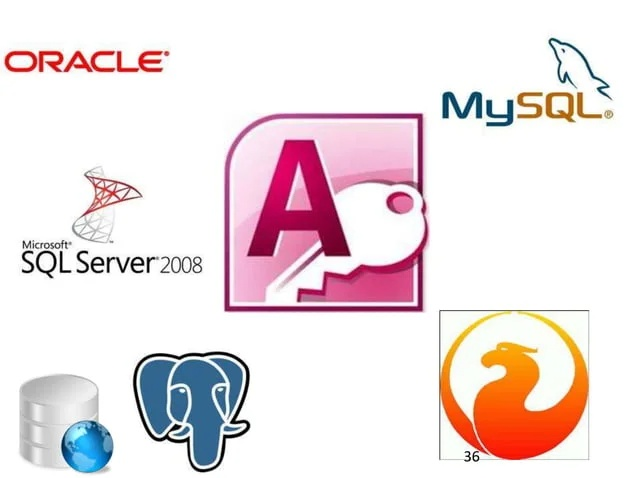 ORACLE®
MySQL®
A
Microsoft®
SQL Server® 2008
36